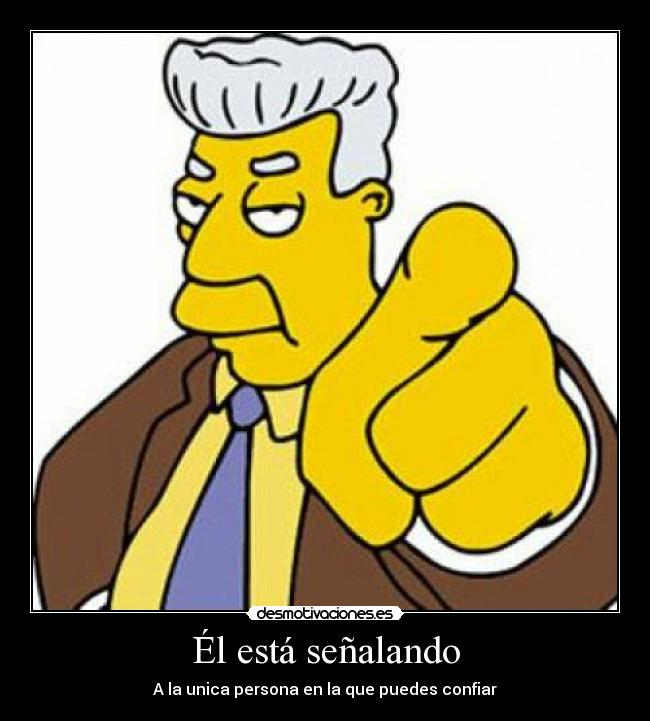 desmotivaciones.es
Él está señalando
A la unica persona en la que puedes confiar